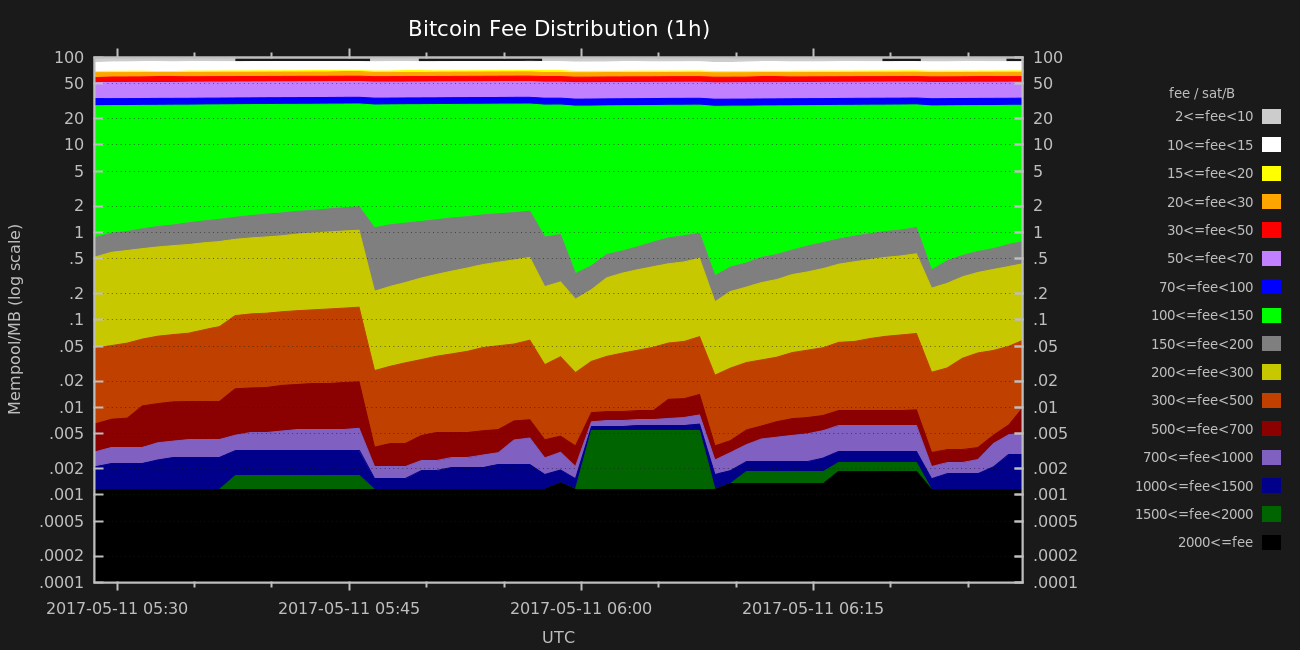 Bitcoin Fee Distribution (1h)
Mempool/MB (log scale)
100
50
20
10
5
2
1
.5
.2
.1
.05
.02
.01
.005
.002
.001
.0005
.0002
.0001
100
50
20
10
5
2
1
.5
.2
.1
.05
.02
.01
.005
.002
.001
.0005
.0002
.0001
2017-05-11 05:30
2017-05-11 05:45
2017-05-11 06:00
2017-05-11 06:15
UTC
fee / sat/B
2<=fee<10
10<=fee<15
15<=fee<20
20<=fee<30
30<=fee<50
50<=fee<70
70<=fee<100
100<=fee<150
150<=fee<200
200<=fee<300
300<=fee<500
500<=fee<700
700<=fee<1000
1000<=fee<1500
1500<=fee<2000
2000<=fee